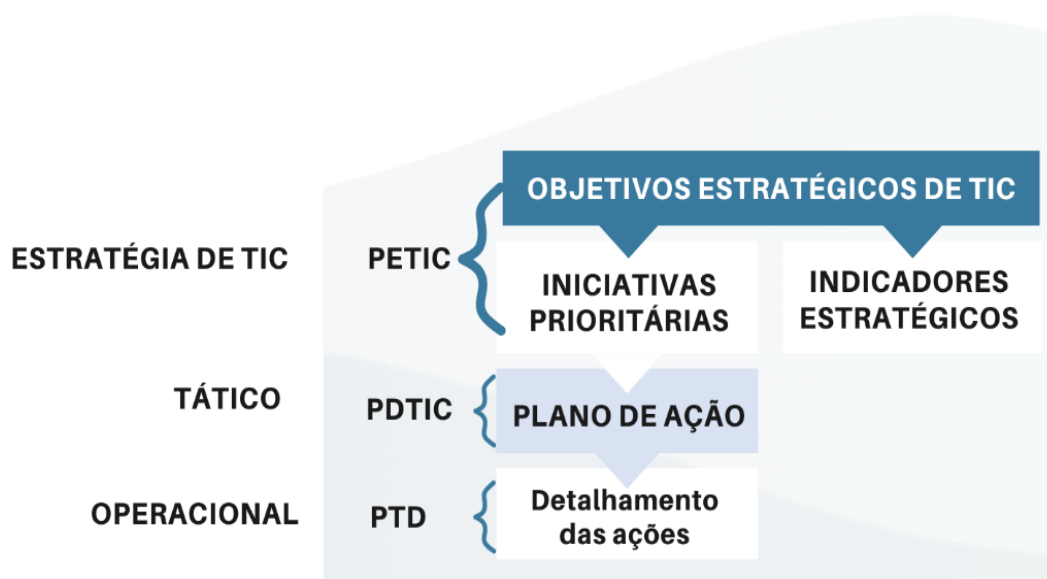 OBJETIVOS ESTRATÉGICOS DE TIC
ESTRATÉGIA DE TIC
PETIC
INICIATIVAS
PRIORITÁRIAS
INDICADORES
ESTRATÉGICOS
TÁTICO
PDTIC
PLANO DE AÇÃO
OPERACIONAL
PTD
Detalhamento
das ações